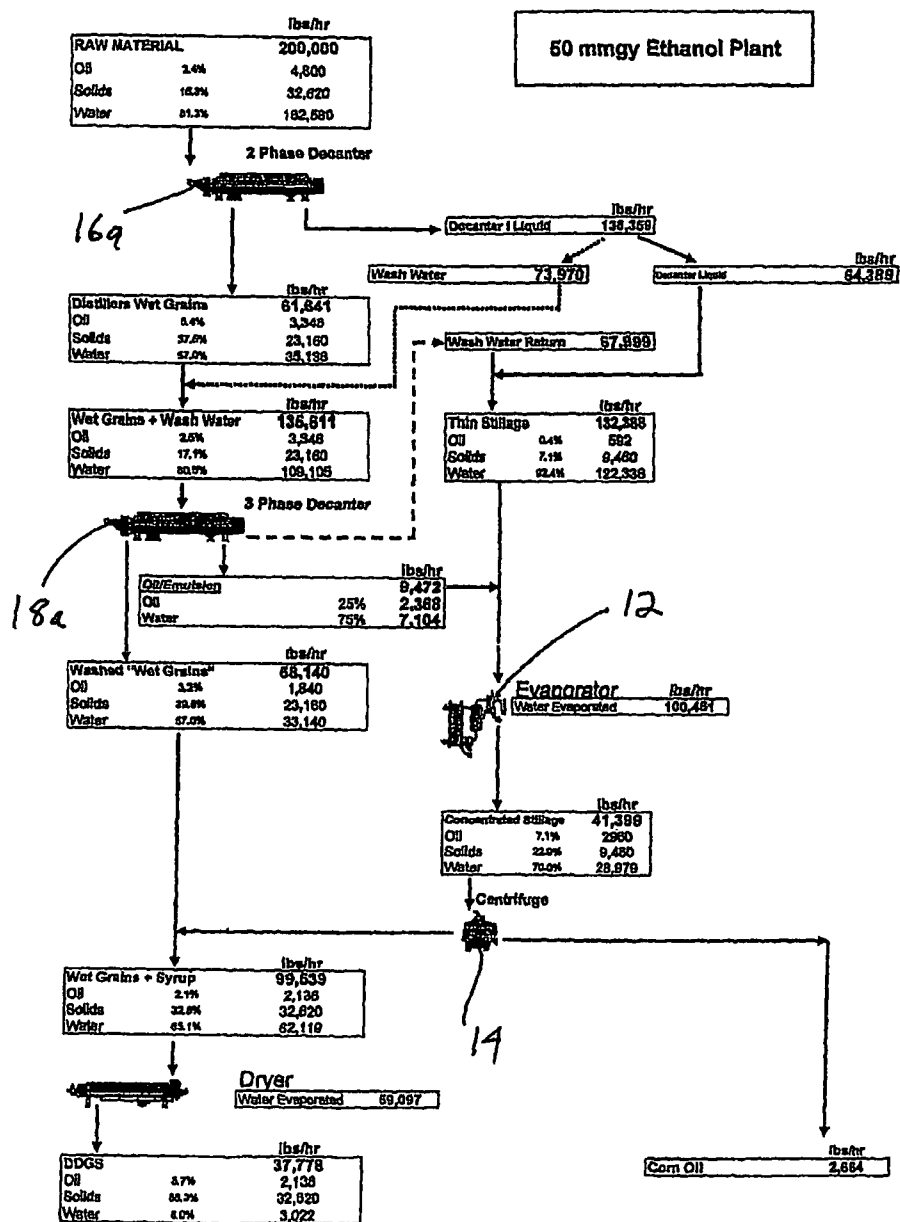 50 mmgy Ethanol Plant
lbs/hr
RAW MATERIAL 200,000
Oil 2.4% 4,800
Solids 16.3% 32,620
Water 81.3% 162,580
2 Phase Decanter
16a
lbs/hr
Decanter I Liquid 138,359
lbs/hr
Wash Water 73,970
lbs/hr
Decanter Liquid 64,389
lbs/hr
Distillers Wet Grains 61,641
Oil 5.4% 3,346
Solids 37.6% 23,160
Water 57.0% 35,136
Wash Water Return 67,999
lbs/hr
Wet Grains + Wash Water 135,611
Oil 2.5% 3,346
Solids 17.1% 23,160
Water 80.5% 109,105
lbs/hr
Thin Stillage 132,388
Oil 0.4% 592
Solids 7.1% 9,460
Water 92.4% 122,336
3 Phase Decanter
18a
lbs/hr
Oil/Emulsion 9,472
Oil 25% 2,368
Water 75% 7,104
12
lbs/hr
Washed "Wet Grains" 58,140
Oil 3.2% 1,840
Solids 39.8% 23,160
Water 57.0% 33,140
Evaporator lbs/hr
Water Evaporated 100,461
lbs/hr
Concentrated Stillage 41,399
Oil 7.1% 2960
Solids 22.9% 9,460
Water 70.0% 28,979
Centrifuge
14
lbs/hr
Wet Grains + Syrup 99,539
Oil 2.1% 2,136
Solids 32.8% 32,620
Water 65.1% 62,119
Dryer
Water Evaporated 59,097
lbs/hr
DDGS 37,778
Oil 5.7% 2,136
Solids 86.3% 32,620
Water 8.0% 3,022
lbs/hr
Corn Oil 2,664